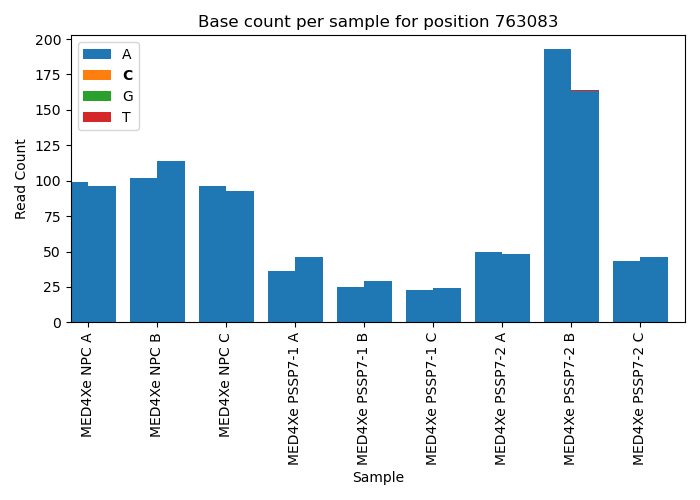 Base count per sample for position 763083
200
175
150
125
100
75
50
25
0
Read Count
A
C
G
T
MED4Xe NPC A
MED4Xe NPC B
MED4Xe NPC C
MED4Xe PSSP7-1 A
MED4Xe PSSP7-1 B
MED4Xe PSSP7-1 C
MED4Xe PSSP7-2 A
MED4Xe PSSP7-2 B
MED4Xe PSSP7-2 C
Sample